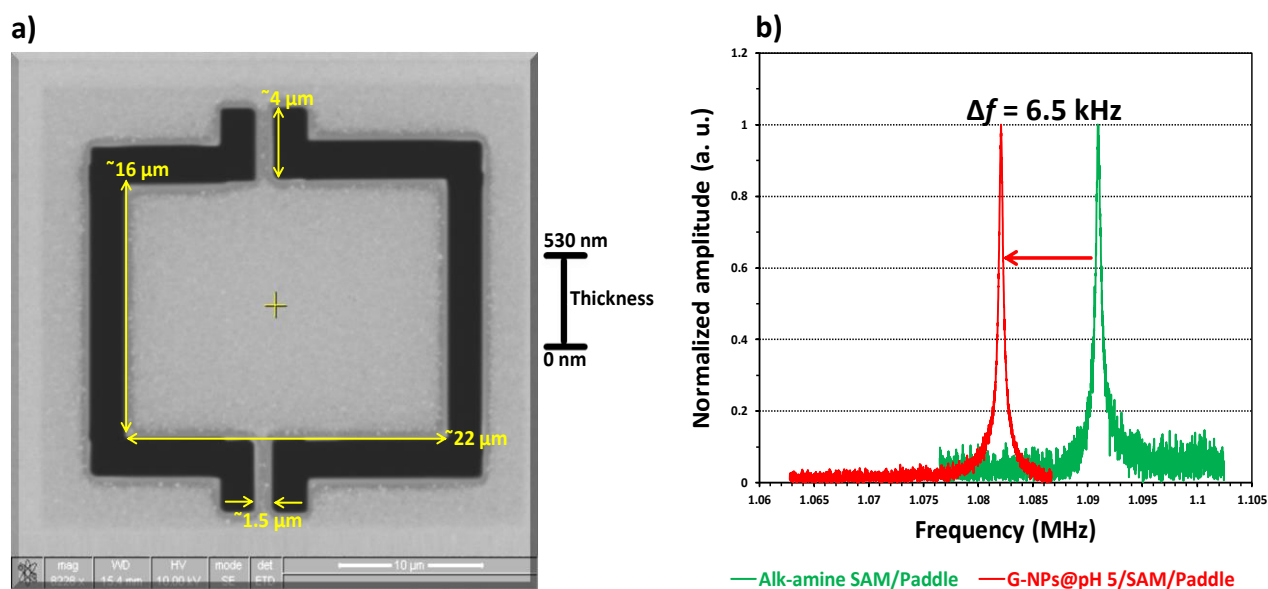 a)
~4 µm
~16 µm
~22 µm
~1.5 µm
530 nm
Thickness
0 nm
mag
8228 x
WD
15.4 mm
HV
10.00 kV
mode
SE
det
ETD
10 µm
b)
Δf = 6.5 kHz
Normalized amplitude (a. u.)
1.2
1
0.8
0.6
0.4
0.2
0
1.06
1.065
1.07
1.075
1.08
1.085
1.09
1.095
1.1
1.105
Frequency (MHz)
Alk-amine SAM/Paddle
G-NPs@pH 5/SAM/Paddle